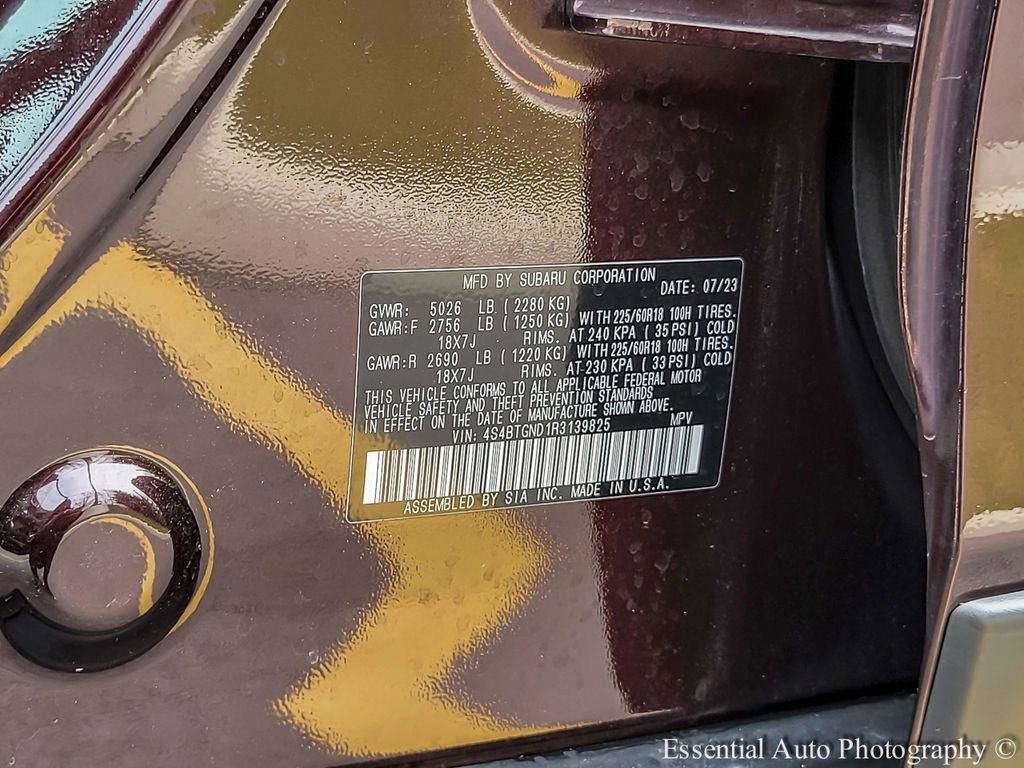 MFD BY SUBARU CORPORATION DATE: 07/23
GVWR: 5026 LB (2280 KG)
GAWR:F 2756 LB (1250 KG) WITH 225/60R18 100H TIRES.
18X7J RIMS. AT 240 KPA (35 PSI) COLD
GAWR:R 2690 LB (1220 KG) WITH 225/60R18 100H TIRES.
18X7J RIMS. AT 230 KPA (33 PSI) COLD
THIS VEHICLE CONFORMS TO ALL APPLICABLE FEDERAL MOTOR
VEHICLE SAFETY AND THEFT PREVENTION STANDARDS
IN EFFECT ON THE DATE OF MANUFACTURE SHOWN ABOVE.
VIN: 4S4BTGND1R3139825 MPV
ASSEMBLED BY SIA INC. MADE IN U.S.A.
Essential Auto Photography ©